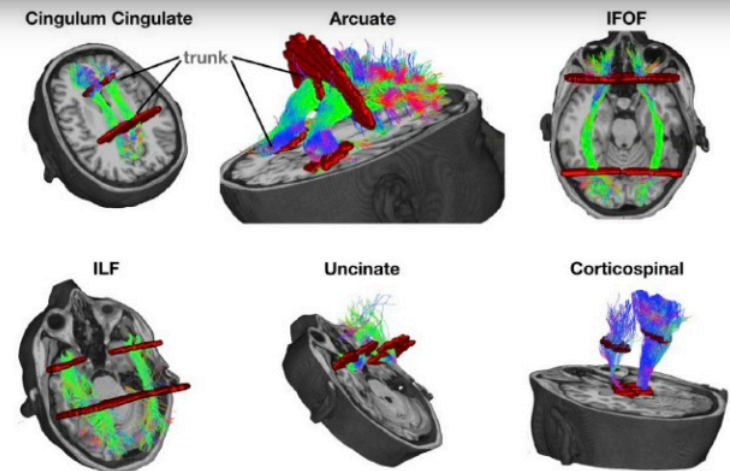 Cingulum Cingulate
Arcuate
IFOF
trunk
ILF
Uncinate
Corticospinal